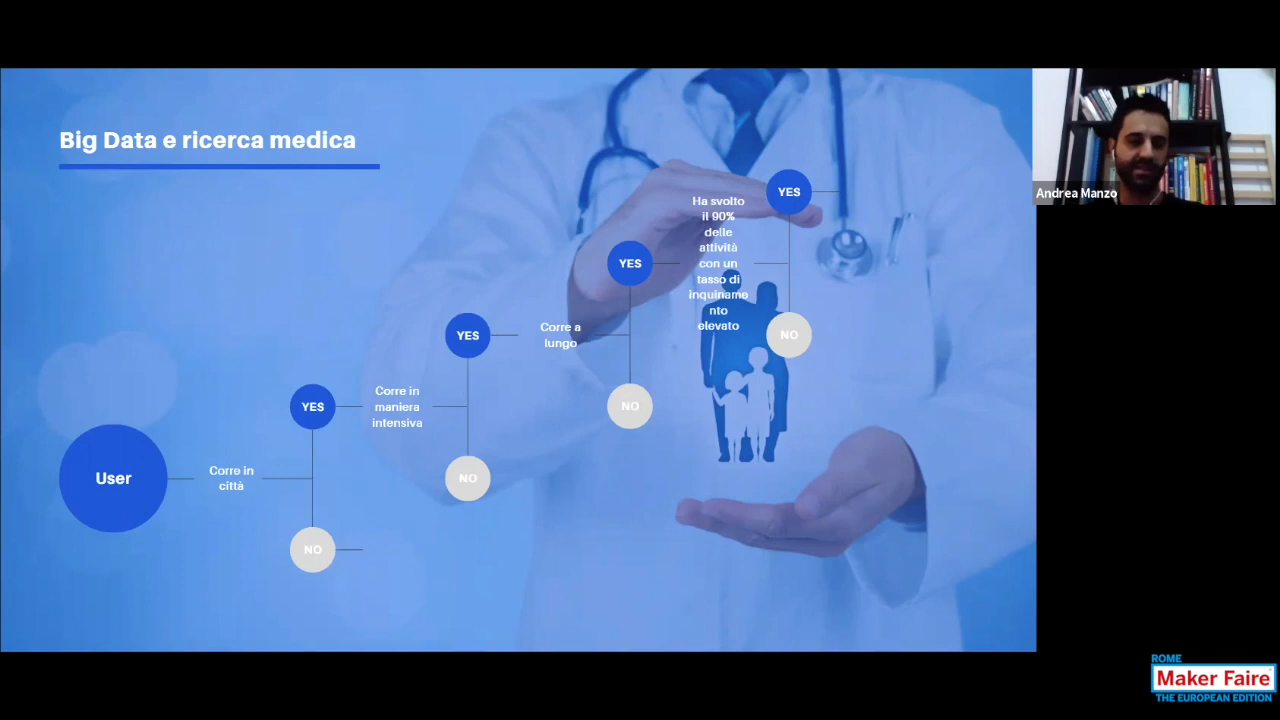 Big Data e ricerca medica
User
Corre in
città
YES
NO
Corre in
maniera
intensiva
YES
NO
Corre a
lungo
YES
NO
Ha svolto
il 90%
delle
attività
con un
tasso di
inquiname
nto
elevato
YES
NO
Andrea Manzo
ROME
Maker Faire
THE EUROPEAN EDITION